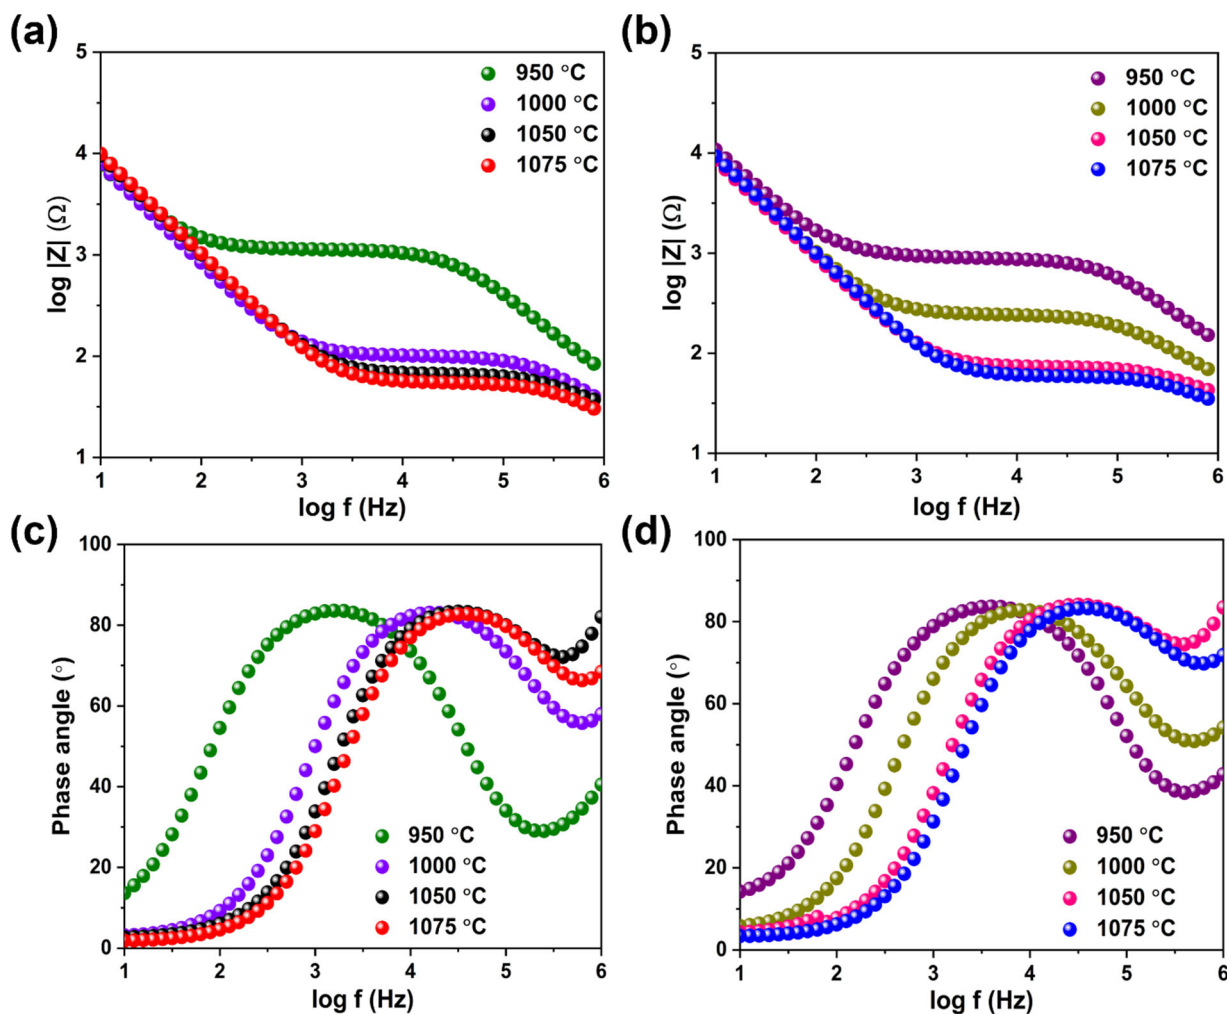 (a)
5
4
3
2
1
log |Z| (Ω)
950 °C
1000 °C
1050 °C
1075 °C
1 2 3 4 5 6
log f (Hz)
(b)
5
4
3
2
1
log |Z| (Ω)
950 °C
1000 °C
1050 °C
1075 °C
1 2 3 4 5 6
log f (Hz)
(c)
100
80
60
40
20
0
Phase angle (°)
950 °C
1000 °C
1050 °C
1075 °C
1 2 3 4 5 6
log f (Hz)
(d)
100
80
60
40
20
0
Phase angle (°)
950 °C
1000 °C
1050 °C
1075 °C
1 2 3 4 5 6
log f (Hz)